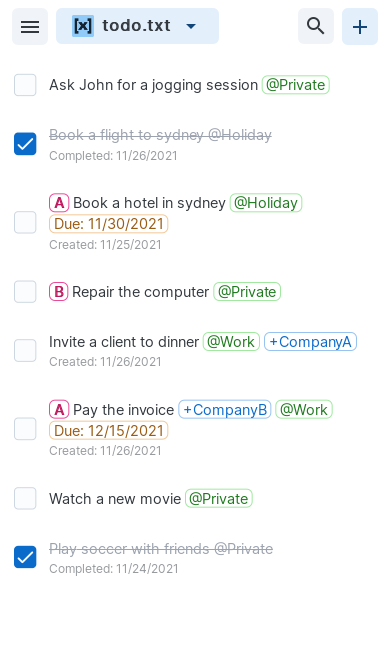 [x] todo.txt
Ask John for a jogging session @Private
Book a flight to sydney @Holiday
Completed: 11/26/2021
A Book a hotel in sydney @Holiday
Due: 11/30/2021
Created: 11/25/2021
B Repair the computer @Private
Invite a client to dinner @Work +CompanyA
Created: 11/26/2021
A Pay the invoice +CompanyB @Work
Due: 12/15/2021
Created: 11/26/2021
Watch a new movie @Private
Play soccer with friends @Private
Completed: 11/24/2021